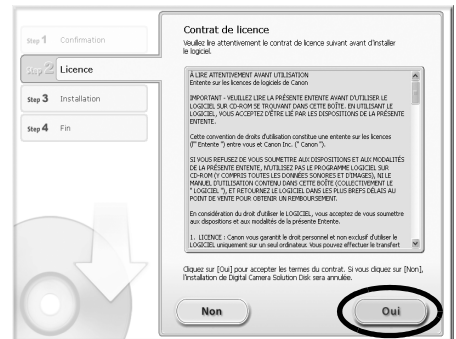 Contrat de licence
Veuillez lire attentivement le contrat de licence suivant avant d'installer
le logiciel.
Step 1 Confirmation
Step 2 Licence
Step 3 Installation
Step 4 Fin
À LIRE ATTENTIVEMENT AVANT UTILISATION
Entente sur les licences de logiciels de Canon
IMPORTANT - VEUILLEZ LIRE LA PRÉSENTE ENTENTE AVANT D'UTILISER LE
LOGICIEL SUR CD-ROM SE TROUVANT DANS CETTE BOÎTE. EN UTILISANT LE
LOGICIEL, VOUS ACCEPTEZ D'ÊTRE LIÉ PAR LES DISPOSITIONS DE LA PRÉSENTE
ENTENTE.
Cette convention de droits d'utilisation constitue une entente sur les licences
(l'" Entente ") entre vous et Canon Inc. (" Canon ").
SI VOUS REFUSEZ DE VOUS SOUMETTRE AUX DISPOSITIONS ET AUX MODALITÉS
DE LA PRÉSENTE ENTENTE, N'UTILISEZ PAS LE PROGRAMME LOGICIEL SUR
CD-ROM (Y COMPRIS TOUTES LES DONNÉES SONORES ET D'IMAGES), NI LE
MANUEL D'UTILISATION CONTENU DANS CETTE BOÎTE (COLLECTIVEMENT LE
" LOGICIEL "), ET RETOURNEZ LE LOGICIEL DANS LES PLUS BREFS DÉLAIS AU
POINT DE VENTE POUR OBTENIR UN REMBOURSEMENT.
En considération du droit d'utiliser le LOGICIEL, vous acceptez de vous soumettre
aux dispositions et aux modalités de la présente Entente.
1. LICENCE : Canon vous garantit le droit personnel et non exclusif d'utiliser le
LOGICIEL uniquement sur un seul ordinateur. Vous pouvez effectuer le transfert
Cliquez sur [Oui] pour accepter les termes du contrat. Si vous cliquez sur [Non],
l'installation de Digital Camera Solution Disk sera annulée.
Non
Oui